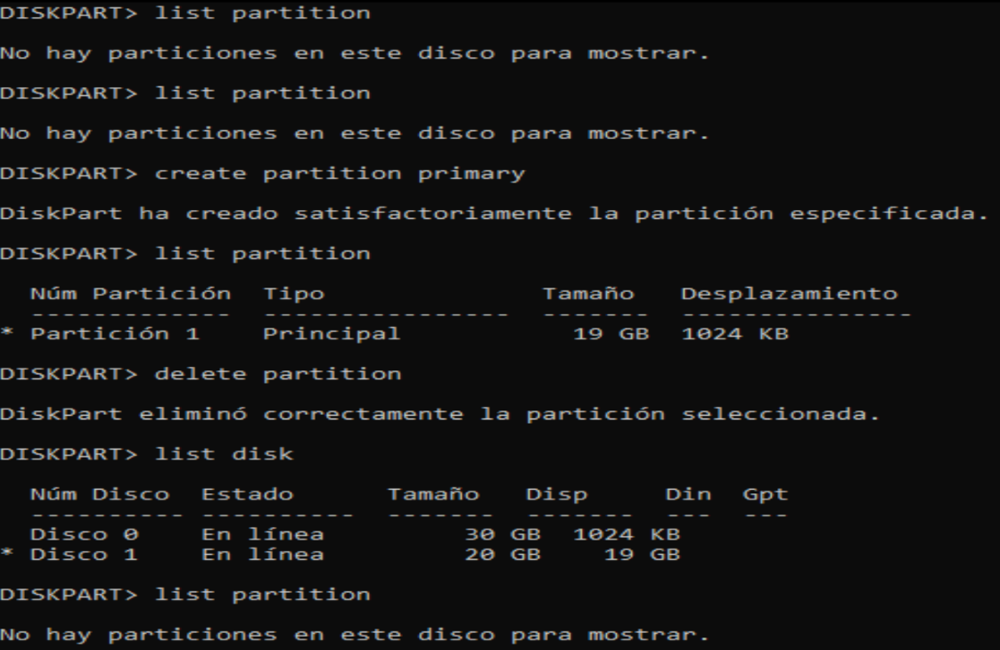 DISKPART> list partition
No hay particiones en este disco para mostrar.
DISKPART> list partition
No hay particiones en este disco para mostrar.
DISKPART> create partition primary
DiskPart ha creado satisfactoriamente la partición especificada.
DISKPART> list partition
Núm Partición  Tipo              Tamaño   Desplazamiento
-------------  ----------------  -------  ---------------
* Partición 1    Principal           19 GB  1024 KB
DISKPART> delete partition
DiskPart eliminó correctamente la partición seleccionada.
DISKPART> list disk
Núm Disco  Estado      Tamaño   Disp     Din  Gpt
---------- ----------  -------  -------  ---  ---
Disco 0    En línea        30 GB  1024 KB
* Disco 1    En línea        20 GB    19 GB
DISKPART> list partition
No hay particiones en este disco para mostrar.